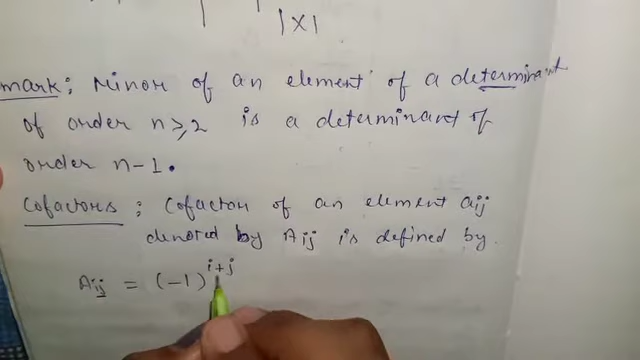 |x|
mark : Minor of an element of a determinant
of order n≥2 is a determinant of
order n-1.
Cofactors : Cofactor of an element aij
denoted by Aij is defined by
Aij = (-1)^i+j